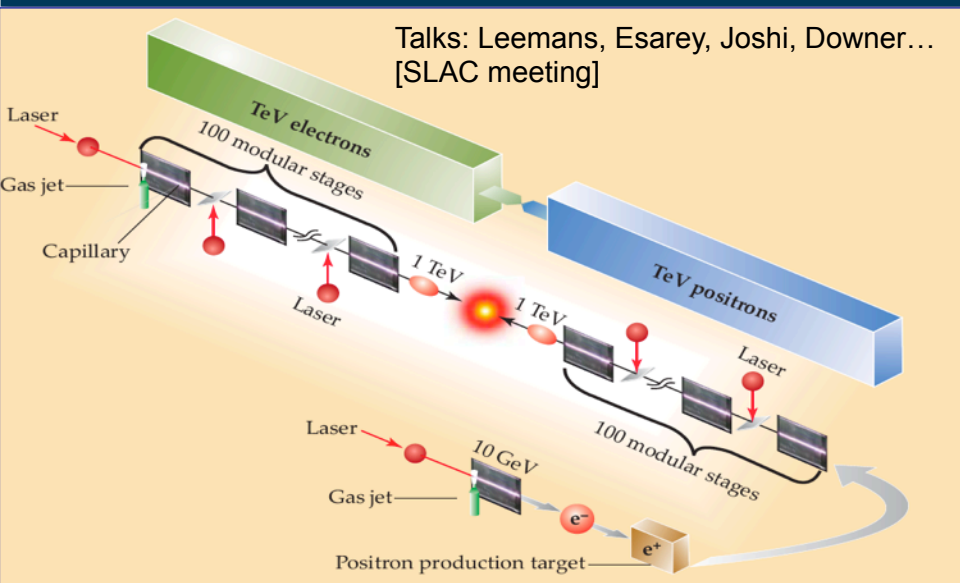 Talks: Leemans, Esarey, Joshi, Downer…
[SLAC meeting]
TeV electrons
Laser
100 modular stages
Gas jet
Capillary
1 TeV
Laser
1 TeV
TeV positrons
Laser
100 modular stages
Laser
10 GeV
Gas jet
e⁻
e⁺
Positron production target